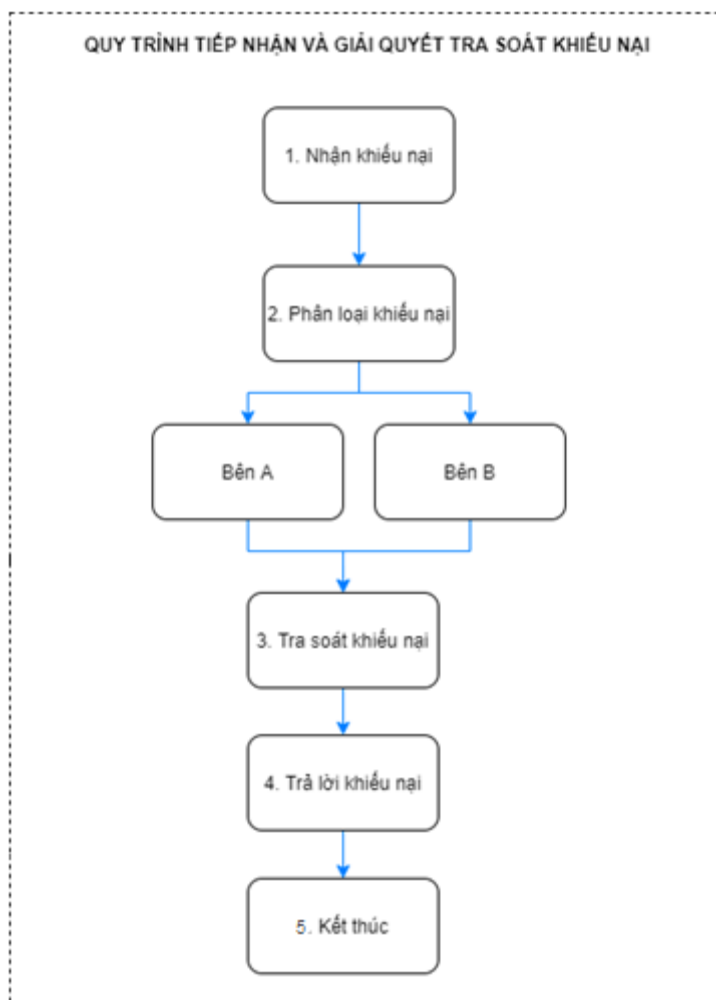 QUY TRÌNH TIẾP NHẬN VÀ GIẢI QUYẾT TRA SOÁT KHIẾU NẠI
1. Nhận khiếu nại
2. Phân loại khiếu nại
Bên A
Bên B
3. Tra soát khiếu nại
4. Trả lời khiếu nại
5. Kết thúc